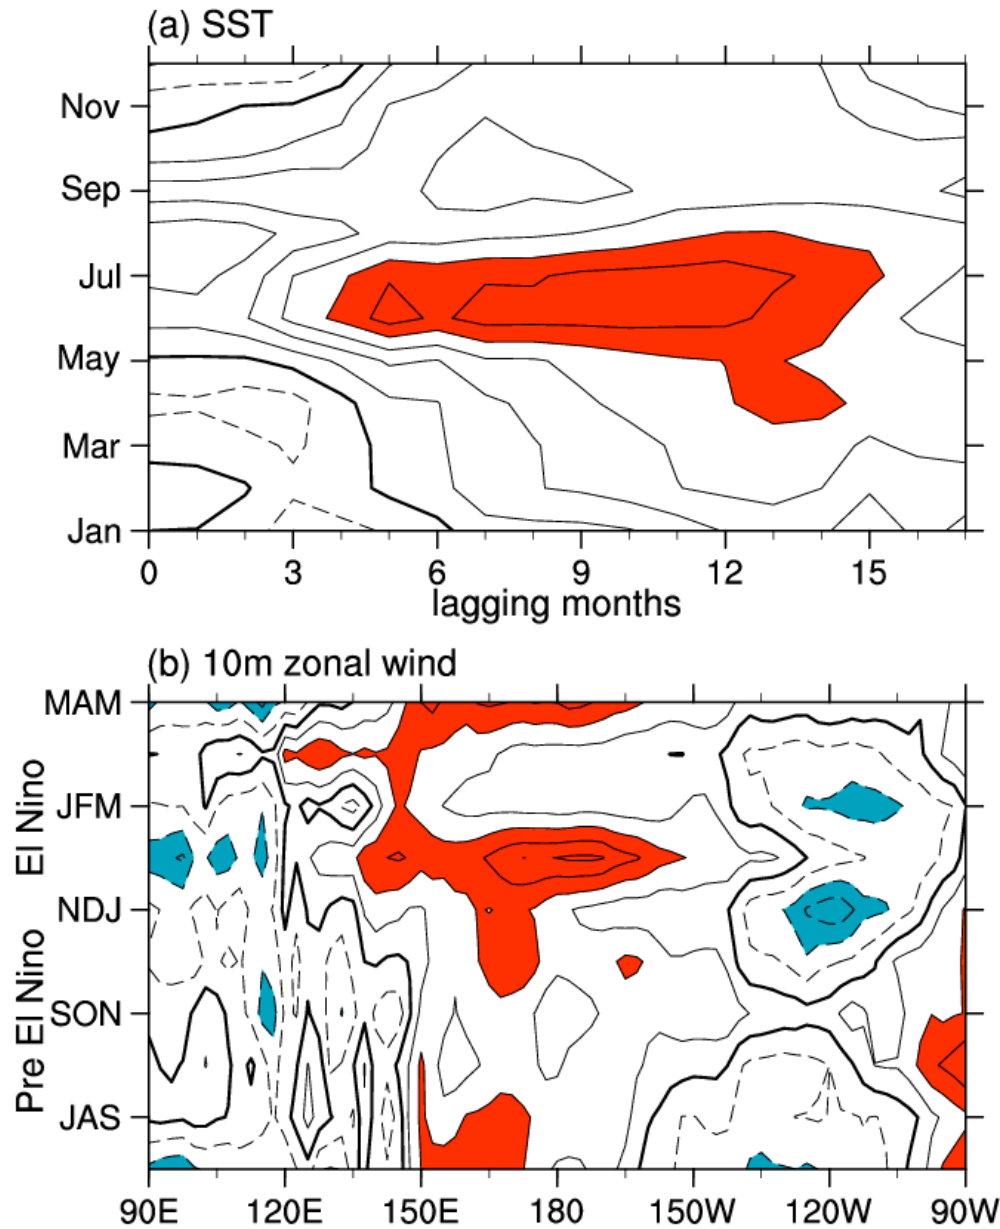 (a) SST
Nov
Sep
Jul
May
Mar
Jan
0 3 6 9 12 15
lagging months
(b) 10m zonal wind
MAM
JFM
NDJ
SON
JAS
Pre El Nino El Nino
90E 120E 150E 180 150W 120W 90W